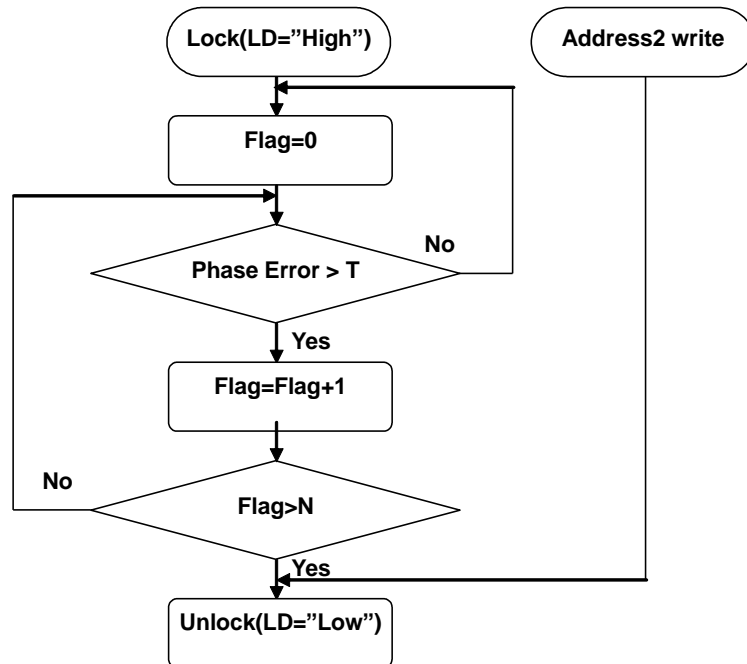 Lock(LD=”High”)
Address2 write
Flag=0
No
Phase Error > T
Yes
Flag=Flag+1
No
Flag>N
Yes
Unlock(LD=”Low”)